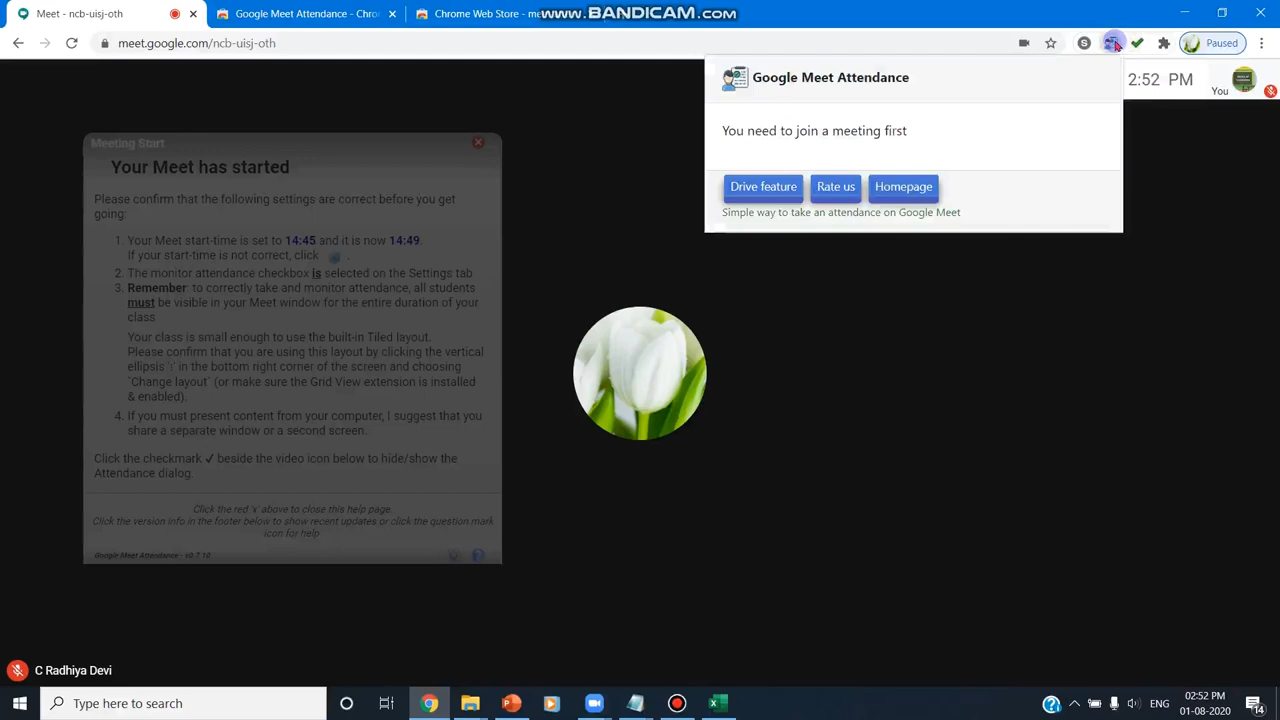 Meet - ncb-uisj-oth
Google Meet Attendance - Chro
Chrome Web Store - me
www.BANDICAM.com
meet.google.com/ncb-uisj-oth
S
Paused
Google Meet Attendance
2:52 PM
You
You need to join a meeting first
Drive feature
Rate us
Homepage
Simple way to take an attendance on Google Meet
Meeting Start
Your Meet has started
Please confirm that the following settings are correct before you get
going:
1. Your Meet start-time is set to 14:45 and it is now 14:49.
If your start-time is not correct, click .
2. The monitor attendance checkbox is selected on the Settings tab
3. Remember: to correctly take and monitor attendance, all students
must be visible in your Meet window for the entire duration of your
class.
Your class is small enough to use the built-in Tiled layout.
Please confirm that you are using this layout by clicking the vertical
ellipsis '⋮' in the bottom right corner of the screen and choosing
'Change layout' (or make sure the Grid View extension is installed
& enabled).
4. If you must present content from your computer, I suggest that you
share a separate window or a second screen.
Click the checkmark ✓ beside the video icon below to hide/show the
Attendance dialog.
Click the red 'x' above to close this help page.
Click the version info in the footer below to show recent updates or click the question mark
icon for help
Google Meet Attendance - v0.7.10
C Radhiya Devi
Type here to search
02:52 PM
01-08-2020